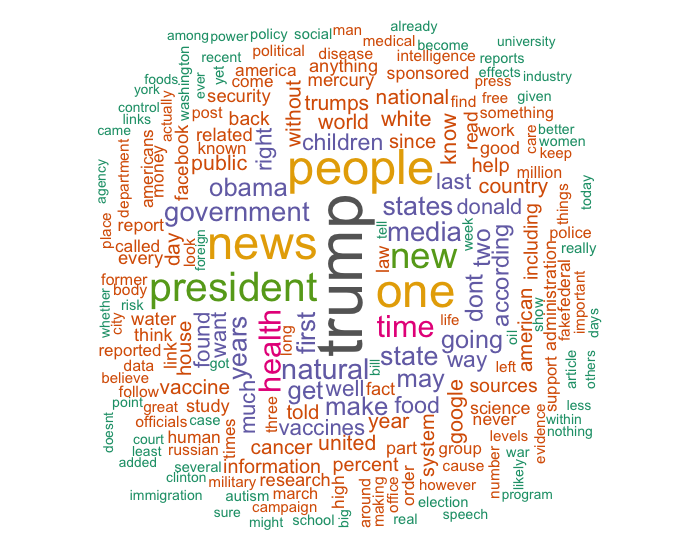 already
among power policy social man
political disease medical become university
recent america anything intelligence reports
foods ever yet come mercury sponsored effects industry
york washington security without trumps national find press given
control actually post back world white free something
links related children since know read work better
came known right good care women
americans money facebook public people last help keep
agency department obama states donald country million
government media today
place report day look foreign news trump tell law new week two according including things police
called every dont really
former president one american show administration important
body risk oil fake federal
whether city water found want years health long first time life going days
think house state way left support article others
reported link got natural bill may
data vaccine much get well fact google sources
believe follow three make food science less
point great study told vaccines year never within
officials case nothing
doesnt court human times cancer united part system group levels evidence
least russian percent cause war
added several information research high order number likely
clinton military autism march around making office however program
immigration campaign election
sure might school big real speech